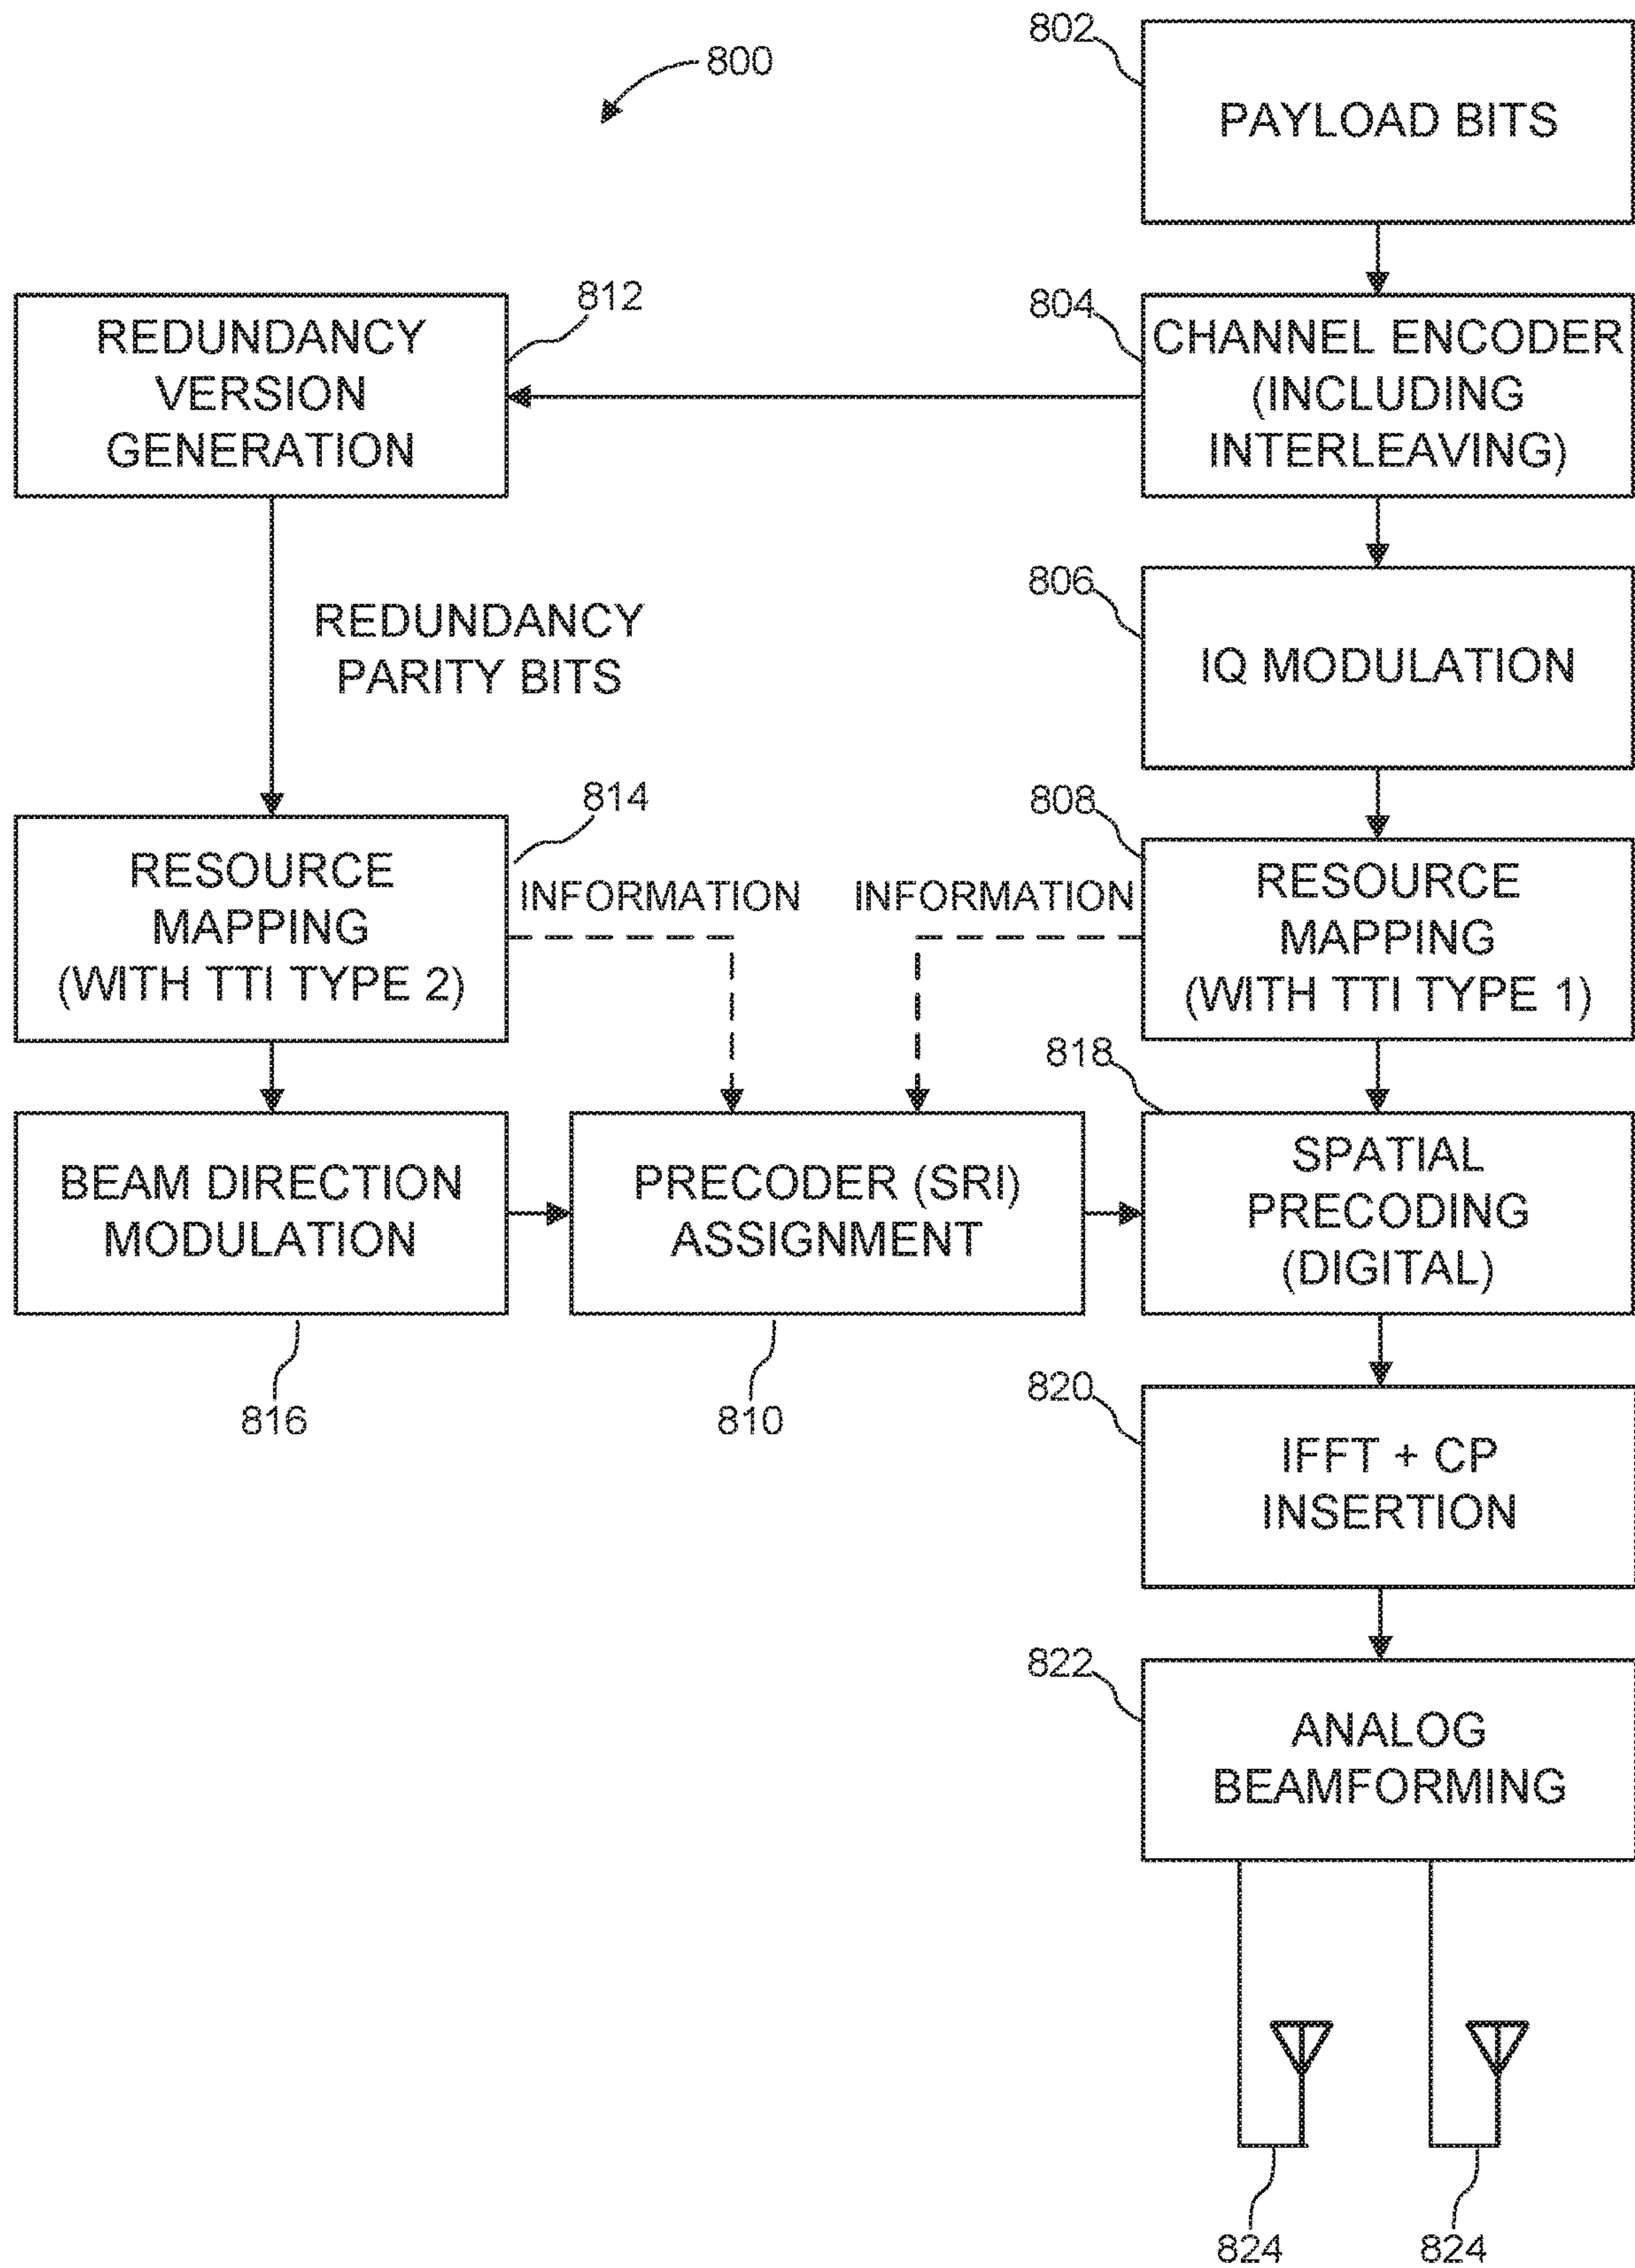 800
802
PAYLOAD BITS
812
REDUNDANCY
VERSION
GENERATION
804
CHANNEL ENCODER
(INCLUDING
INTERLEAVING)
REDUNDANCY
PARITY BITS
806
IQ MODULATION
814
RESOURCE
MAPPING
(WITH TTI TYPE 2)
INFORMATION
INFORMATION
808
RESOURCE
MAPPING
(WITH TTI TYPE 1)
BEAM DIRECTION
MODULATION
816
PRECODER (SRI)
ASSIGNMENT
810
818
SPATIAL
PRECODING
(DIGITAL)
820
IFFT + CP
INSERTION
822
ANALOG
BEAMFORMING
824
824